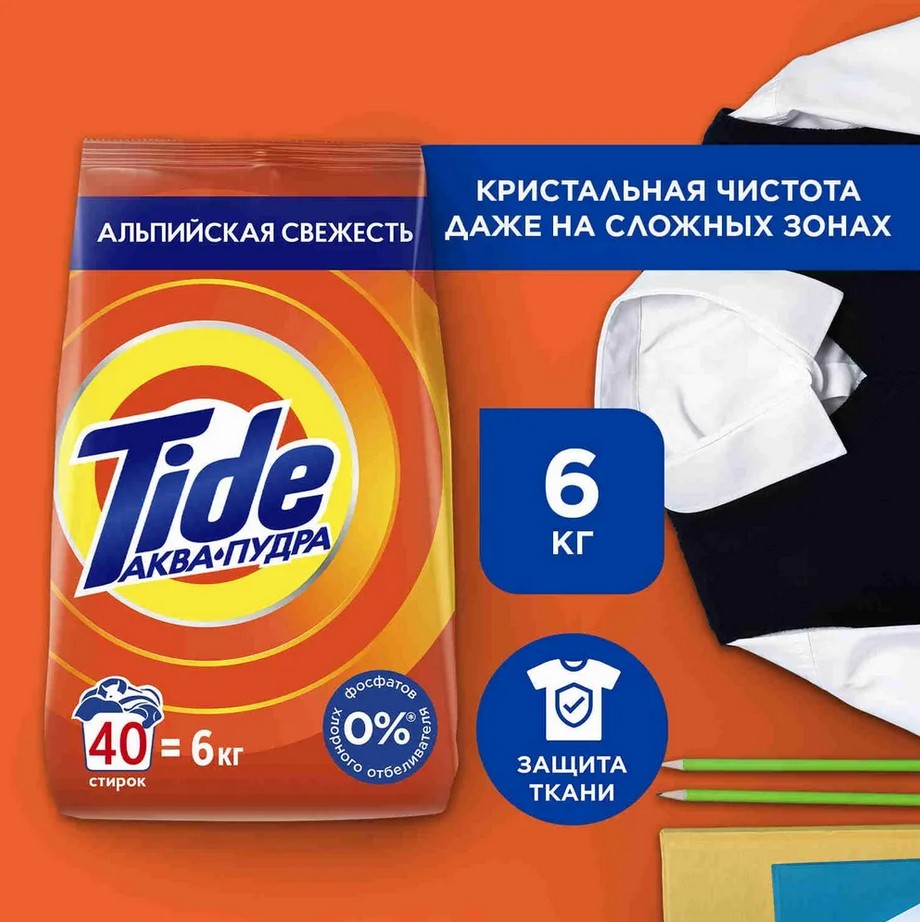 КРИСТАЛЬНАЯ ЧИСТОТА
ДАЖЕ НА СЛОЖНЫХ ЗОНАХ
АЛЬПИЙСКАЯ СВЕЖЕСТЬ
Tide
АКВА•ПУДРА
6
КГ
40 = 6 кг
стирок
фосфатов
0%*
хлорного отбеливателя
ЗАЩИТА
ТКАНИ